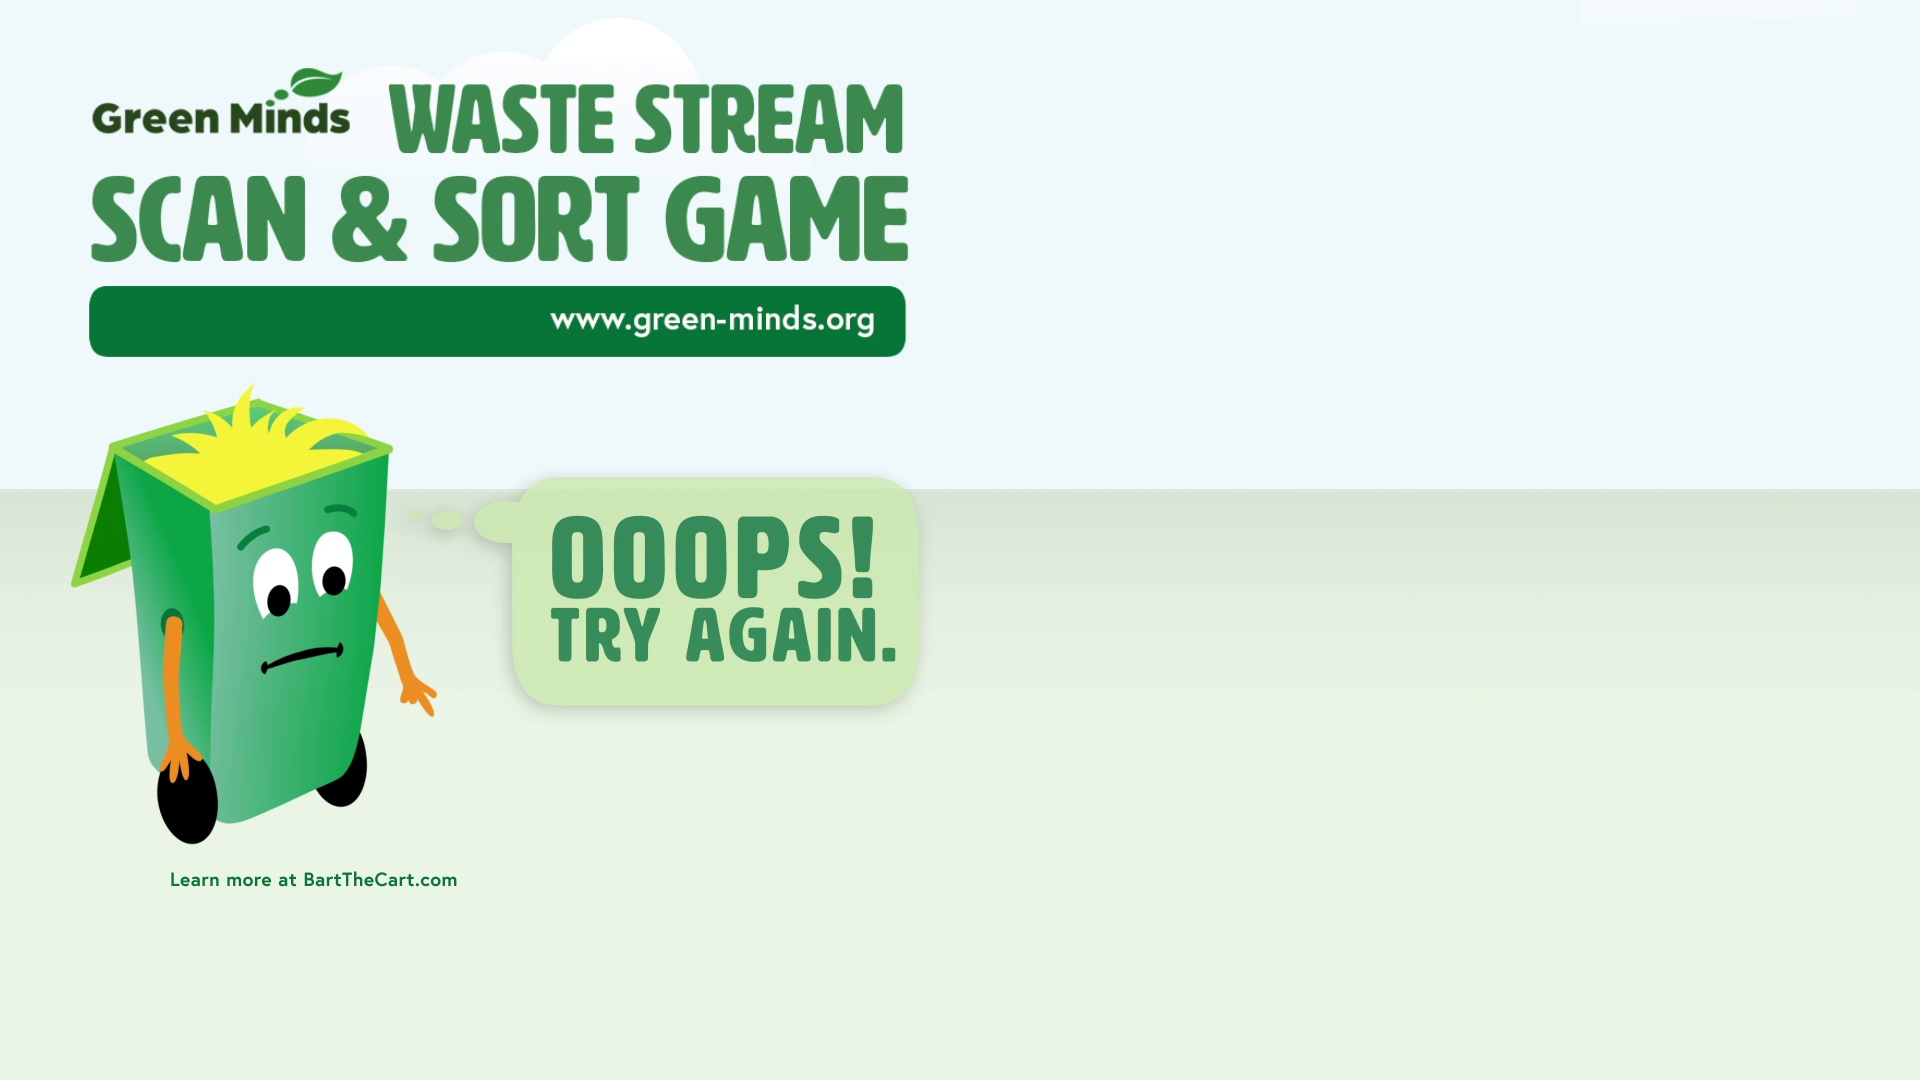 Green Minds WASTE STREAM
SCAN & SORT GAME
www.green-minds.org
OOOPS!
TRY AGAIN.
Learn more at BartTheCart.com